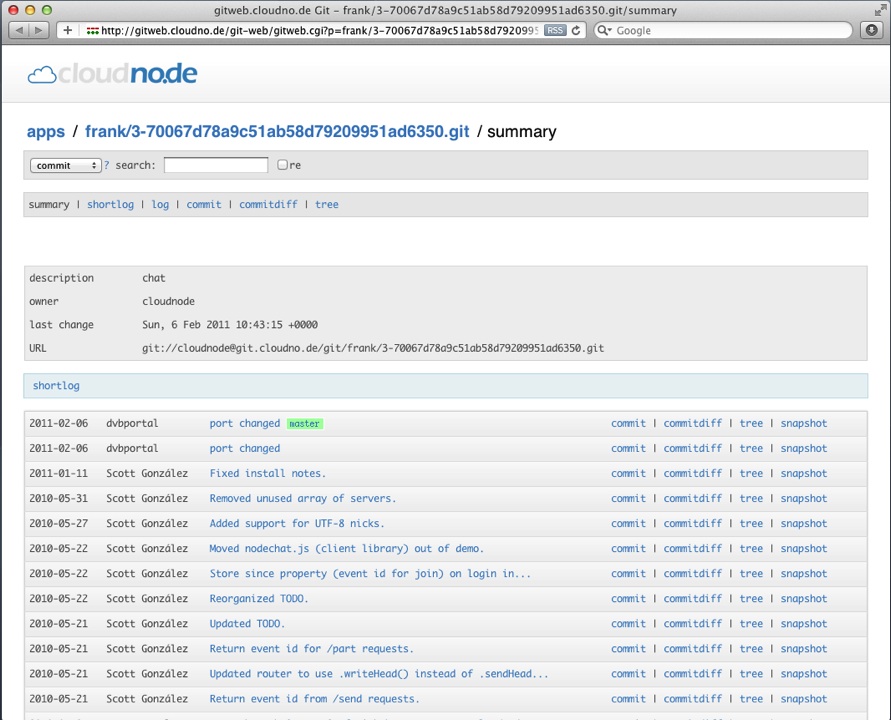 gitweb.cloudno.de Git – frank/3-70067d78a9c51ab58d79209951ad6350.git/summary
http://gitweb.cloudno.de/git-web/gitweb.cgi?p=frank/3-70067d78a9c51ab58d7920995 RSS Google
cloudno.de
apps / frank/3-70067d78a9c51ab58d79209951ad6350.git / summary
commit ? search: re
summary | shortlog | log | commit | commitdiff | tree
description chat
owner cloudnode
last change Sun, 6 Feb 2011 10:43:15 +0000
URL git://cloudnode@git.cloudno.de/git/frank/3-70067d78a9c51ab58d79209951ad6350.git
shortlog
2011-02-06 dvbportal port changed master commit | commitdiff | tree | snapshot
2011-02-06 dvbportal port changed commit | commitdiff | tree | snapshot
2011-01-11 Scott González Fixed install notes. commit | commitdiff | tree | snapshot
2010-05-31 Scott González Removed unused array of servers. commit | commitdiff | tree | snapshot
2010-05-27 Scott González Added support for UTF-8 nicks. commit | commitdiff | tree | snapshot
2010-05-22 Scott González Moved nodechat.js (client library) out of demo. commit | commitdiff | tree | snapshot
2010-05-22 Scott González Store since property (event id for join) on login in... commit | commitdiff | tree | snapshot
2010-05-22 Scott González Reorganized TODO. commit | commitdiff | tree | snapshot
2010-05-21 Scott González Updated TODO. commit | commitdiff | tree | snapshot
2010-05-21 Scott González Return event id for /part requests. commit | commitdiff | tree | snapshot
2010-05-21 Scott González Updated router to use .writeHead() instead of .sendHead... commit | commitdiff | tree | snapshot
2010-05-21 Scott González Return event id from /send requests. commit | commitdiff | tree | snapshot